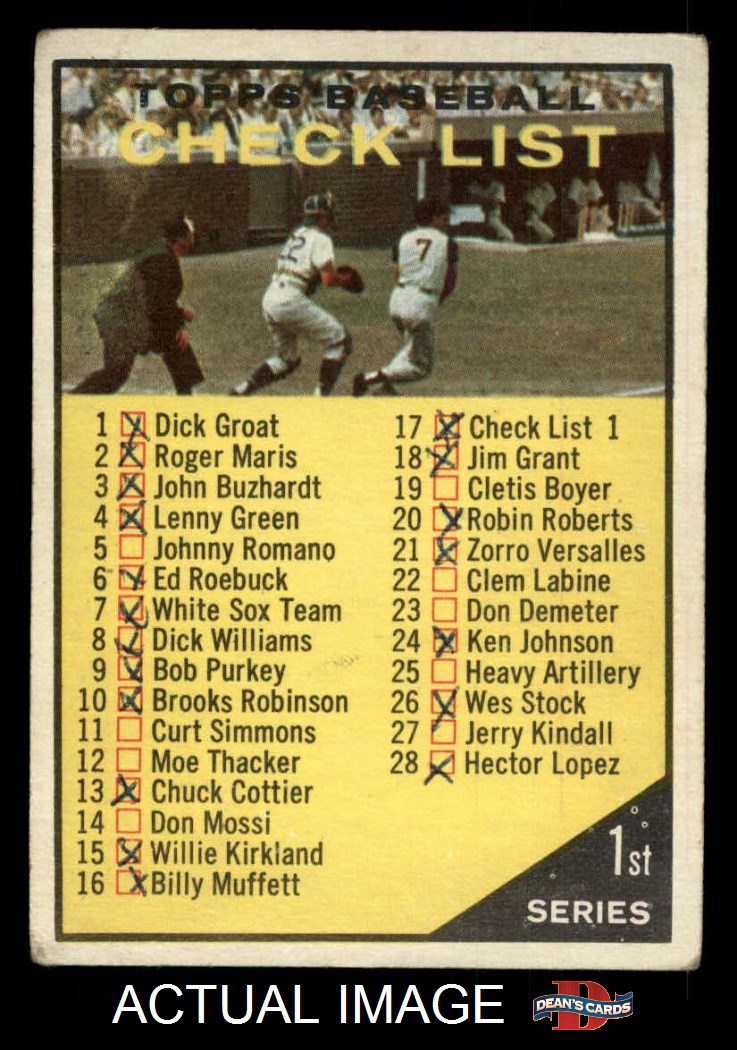 TOPPS BASEBALL
CHECK LIST
7
1 Dick Groat
2 Roger Maris
3 John Buzhardt
4 Lenny Green
5 Johnny Romano
6 Ed Roebuck
7 White Sox Team
8 Dick Williams
9 Bob Purkey
10 Brooks Robinson
11 Curt Simmons
12 Moe Thacker
13 Chuck Cottier
14 Don Mossi
15 Willie Kirkland
16 Billy Muffett
17 Check List 1
18 Jim Grant
19 Cletis Boyer
20 Robin Roberts
21 Zorro Versalles
22 Clem Labine
23 Don Demeter
24 Ken Johnson
25 Heavy Artillery
26 Wes Stock
27 Jerry Kindall
28 Hector Lopez
1st
SERIES
ACTUAL IMAGE
D
DEAN'S CARDS